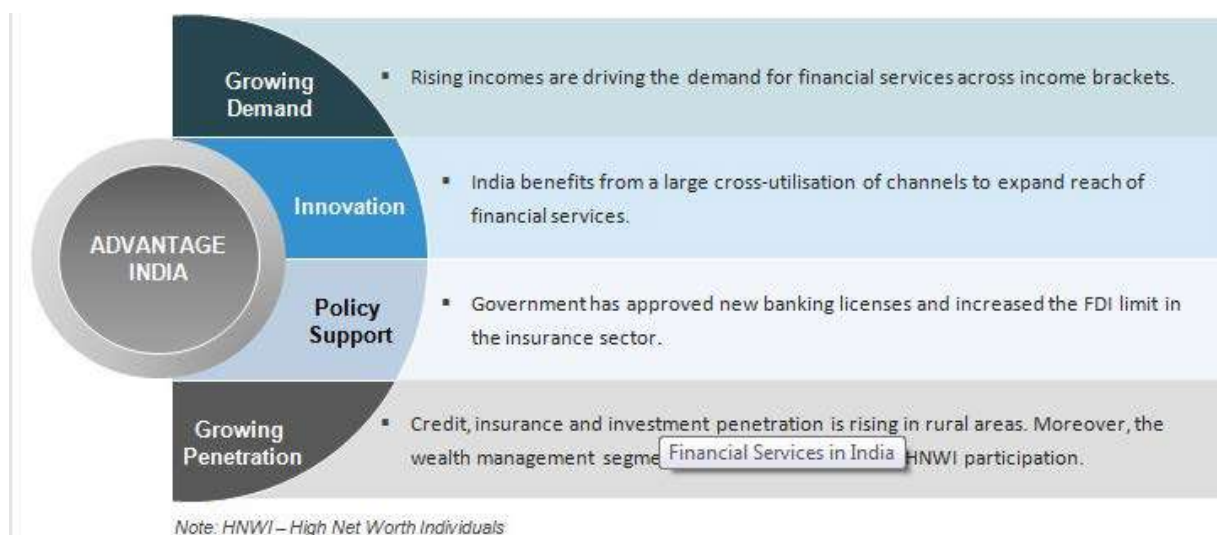 Growing
Demand
▪ Rising incomes are driving the demand for financial services across income brackets.
Innovation
▪ India benefits from a large cross-utilisation of channels to expand reach of
financial services.
ADVANTAGE
INDIA
Policy
Support
▪ Government has approved new banking licenses and increased the FDI limit in
the insurance sector.
Growing
Penetration
▪ Credit, insurance and investment penetration is rising in rural areas. Moreover, the
wealth management HNWI participation.
Financial Services in India
Note: HNWI – High Net Worth Individuals